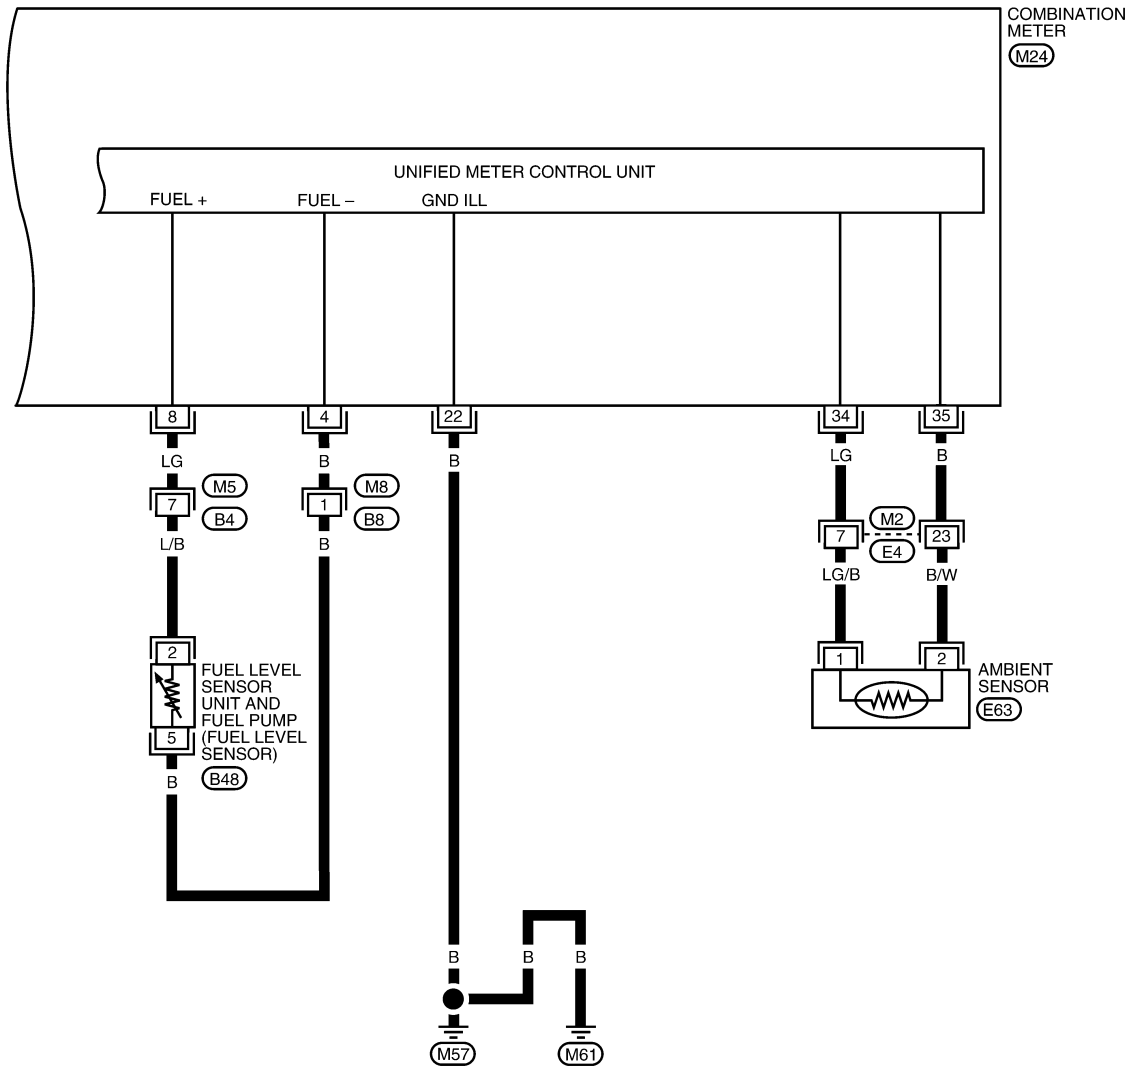 COMBINATION
METER
M24
UNIFIED METER CONTROL UNIT
FUEL +
FUEL –
GND ILL
8
4
22
34
35
LG
B
B
LG
B
M5
M8
7
1
B4
B8
M2
7
23
E4
L/B
B
LG/B
B/W
2
1
2
FUEL LEVEL
SENSOR
UNIT AND
FUEL PUMP
(FUEL LEVEL
SENSOR)
B48
AMBIENT
SENSOR
E63
5
B
B
B
B
M57
M61